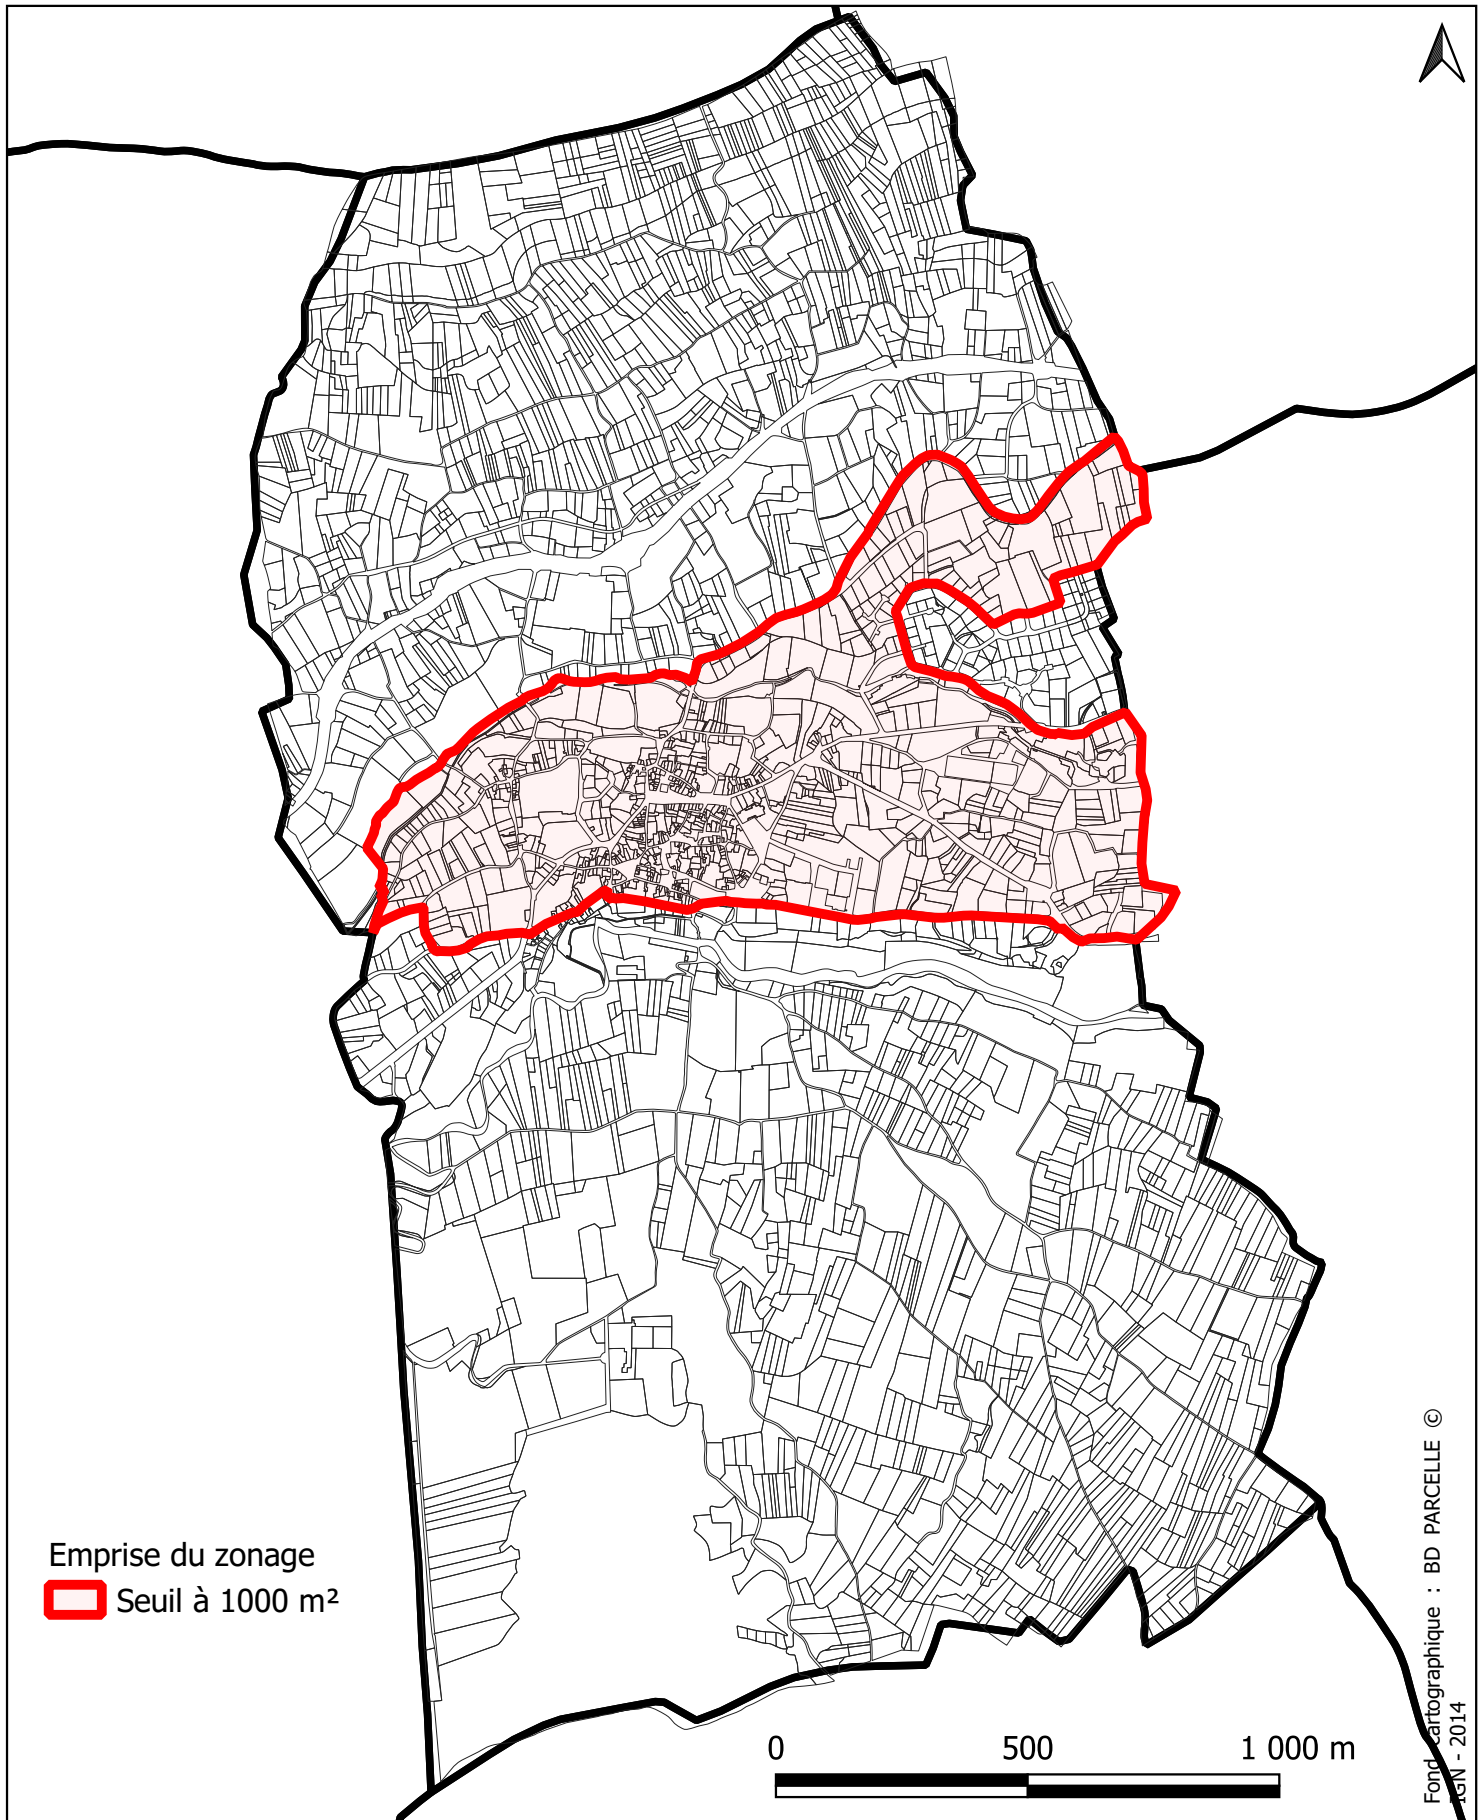 Emprise du zonage
Seuil à 1000 m²
0 500 1 000 m
Fond cartographique : BD PARCELLE ©
IGN - 2014